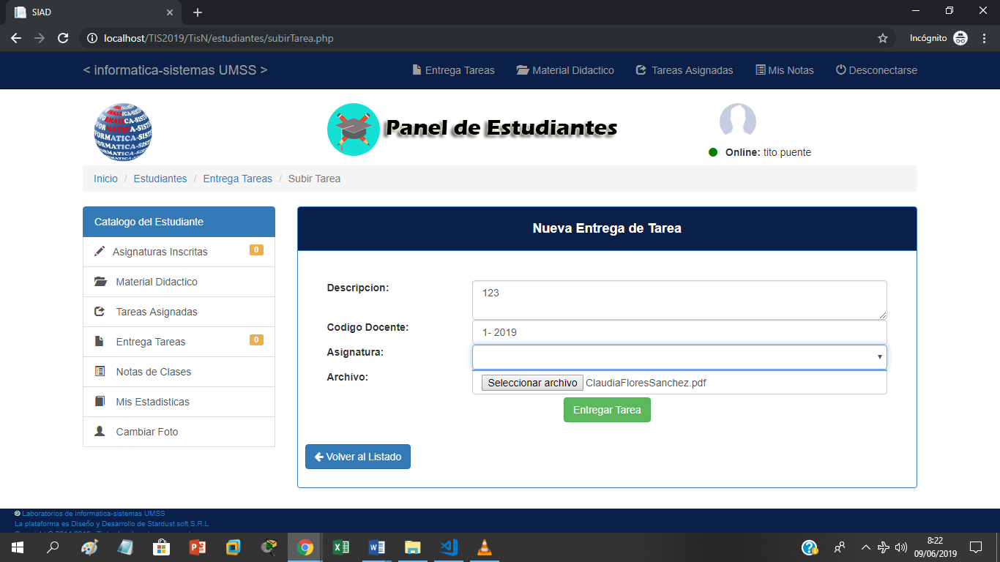 SIAD
localhost/TIS2019/TisN/estudiantes/subirTarea.php
Incógnito
< informatica-sistemas UMSS >
Entrega Tareas
Material Didactico
Tareas Asignadas
Mis Notas
Desconectarse
Panel de Estudiantes
Online: tito puente
Inicio / Estudiantes / Entrega Tareas / Subir Tarea
Catalogo del Estudiante
Asignaturas Inscritas 0
Material Didactico
Tareas Asignadas
Entrega Tareas 0
Notas de Clases
Mis Estadisticas
Cambiar Foto
Nueva Entrega de Tarea
Descripcion:
123
Codigo Docente:
1- 2019
Asignatura:
Archivo:
Seleccionar archivo ClaudiaFloresSanchez.pdf
Entregar Tarea
Volver al Listado
© Laboratorios de informatica-sistemas UMSS
La plataforma es Diseño y Desarrollo de Stardust soft S.R.L
8:22
09/06/2019